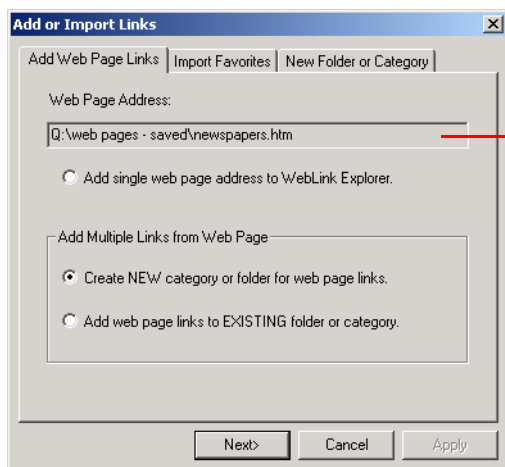 Add or Import Links
Add Web Page Links Import Favorites New Folder or Category
Web Page Address:
Q:\web pages - saved\newspapers.htm
Add single web page address to WebLink Explorer.
Add Multiple Links from Web Page
Create NEW category or folder for web page links.
Add web page links to EXISTING folder or category.
Next> Cancel Apply